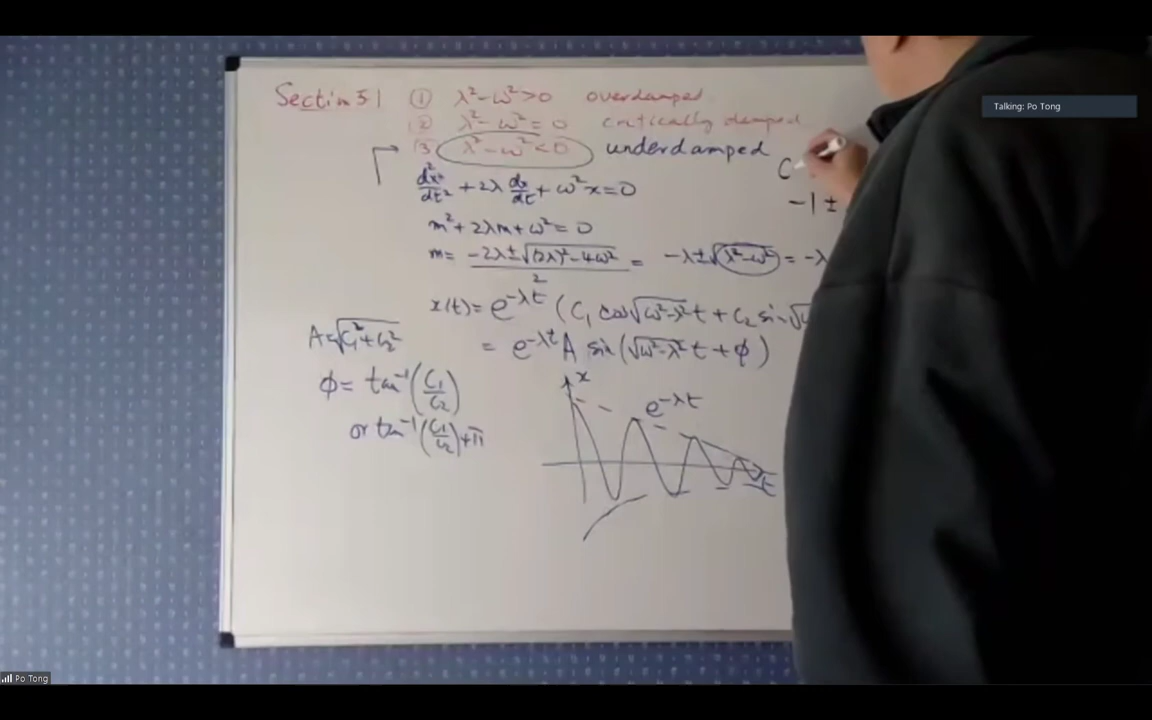 Section 5.1 ① λ²-ω²>0 overdamped
② λ²-ω²=0 critically damped
③ λ²-ω²<0 underdamped
d²x/dt² + 2λ dx/dt + ω²x=0
-1 ±
m²+2λm+ω²=0
m= (-2λ±√((2λ)²-4ω²))/2 = -λ±√(λ²-ω²) = -λ
x(t)= e^(-λt) (C₁ cos√(ω²-λ²)t + C₂ sin√
= e^(-λt) A sin(√(ω²-λ²)t+φ)
A=√(C₁²+C₂²)
φ= tan⁻¹(C₁/C₂)
or tan⁻¹(C₁/C₂)+π
x
e^(-λt)
t
Talking: Po Tong
Po Tong